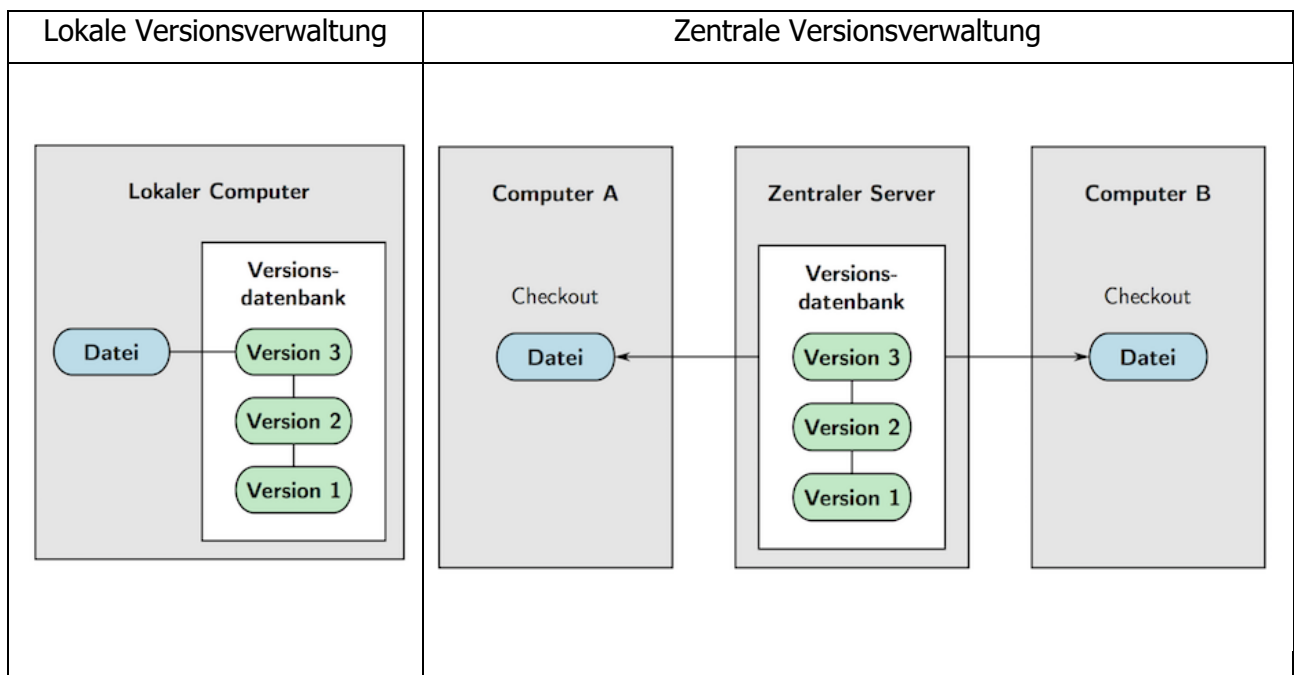 Lokale Versionsverwaltung
Zentrale Versionsverwaltung
Lokaler Computer
Versions-
datenbank
Datei
Version 3
Version 2
Version 1
Computer A
Checkout
Datei
Zentraler Server
Versions-
datenbank
Version 3
Version 2
Version 1
Computer B
Checkout
Datei